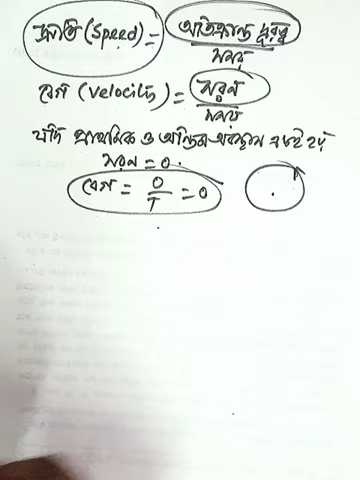 দ্রুতি (Speed) = অতিক্রান্ত দূরত্ব / সময়
বেগ (Velocity) = সরণ / সময়
যদি প্রাথমিক ও অন্তিম অবস্থান একই হয়
সরণ = 0.
বেগ = 0 / T = 0